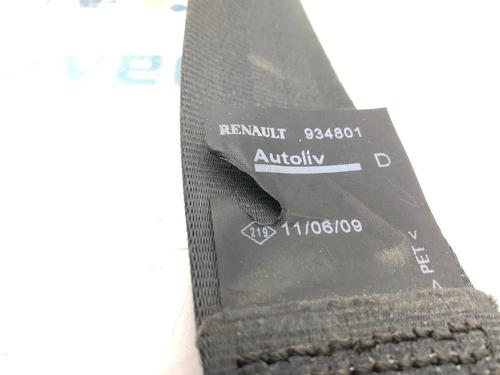 RENAULT 934801
Autoliv D
219 11/06/09
> PET <